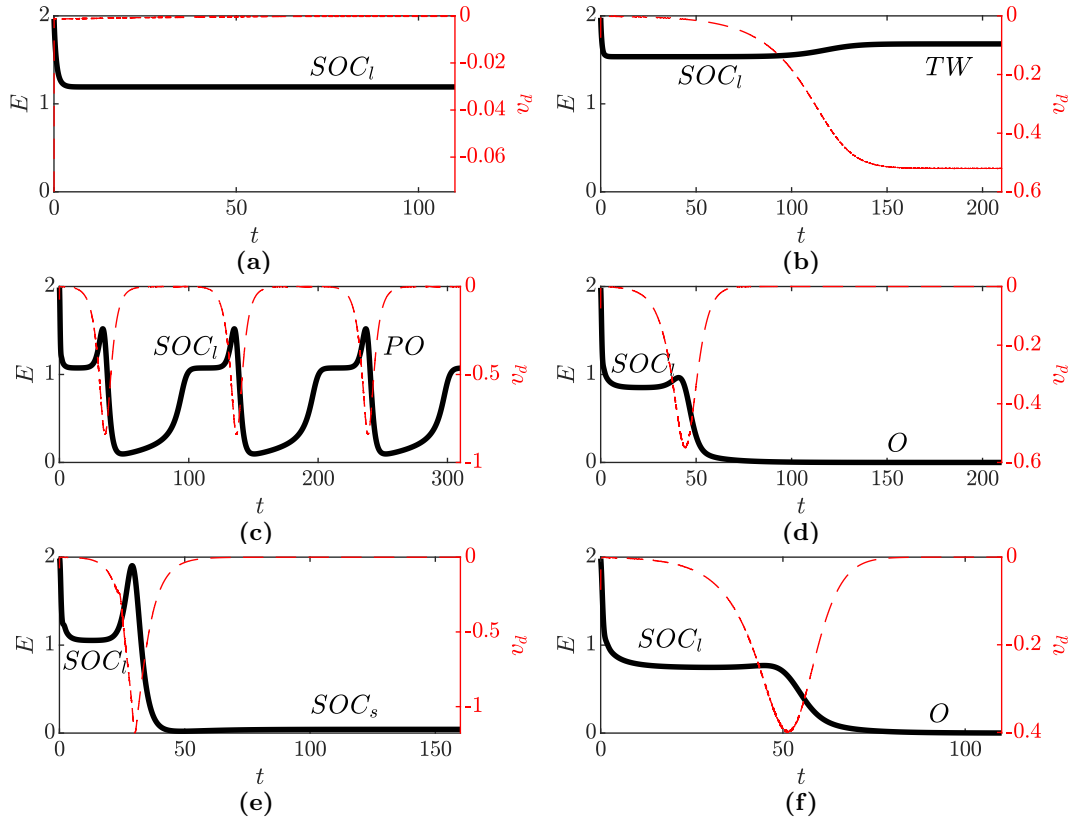 2 0
-0.02
SOC_l
E 1 -0.04 v_d
-0.06
0
0 50 100
t
(a)
2 0
TW
SOC_l
E 1 -0.2 v_d
-0.4
0 -0.6
0 50 100 150 200
t
(b)
2 0
SOC_l PO
E 1 -0.5 v_d
0 -1
0 100 200 300
t
(c)
2 0
SOC_l
E 1 -0.2 v_d
-0.4
O
0 -0.6
0 50 100 150 200
t
(d)
2 0
E 1 -0.5 v_d
SOC_l
SOC_s
-1
0
0 50 100 150
t
(e)
2 0
SOC_l
E 1 -0.2 v_d
O
0 -0.4
0 50 100
t
(f)